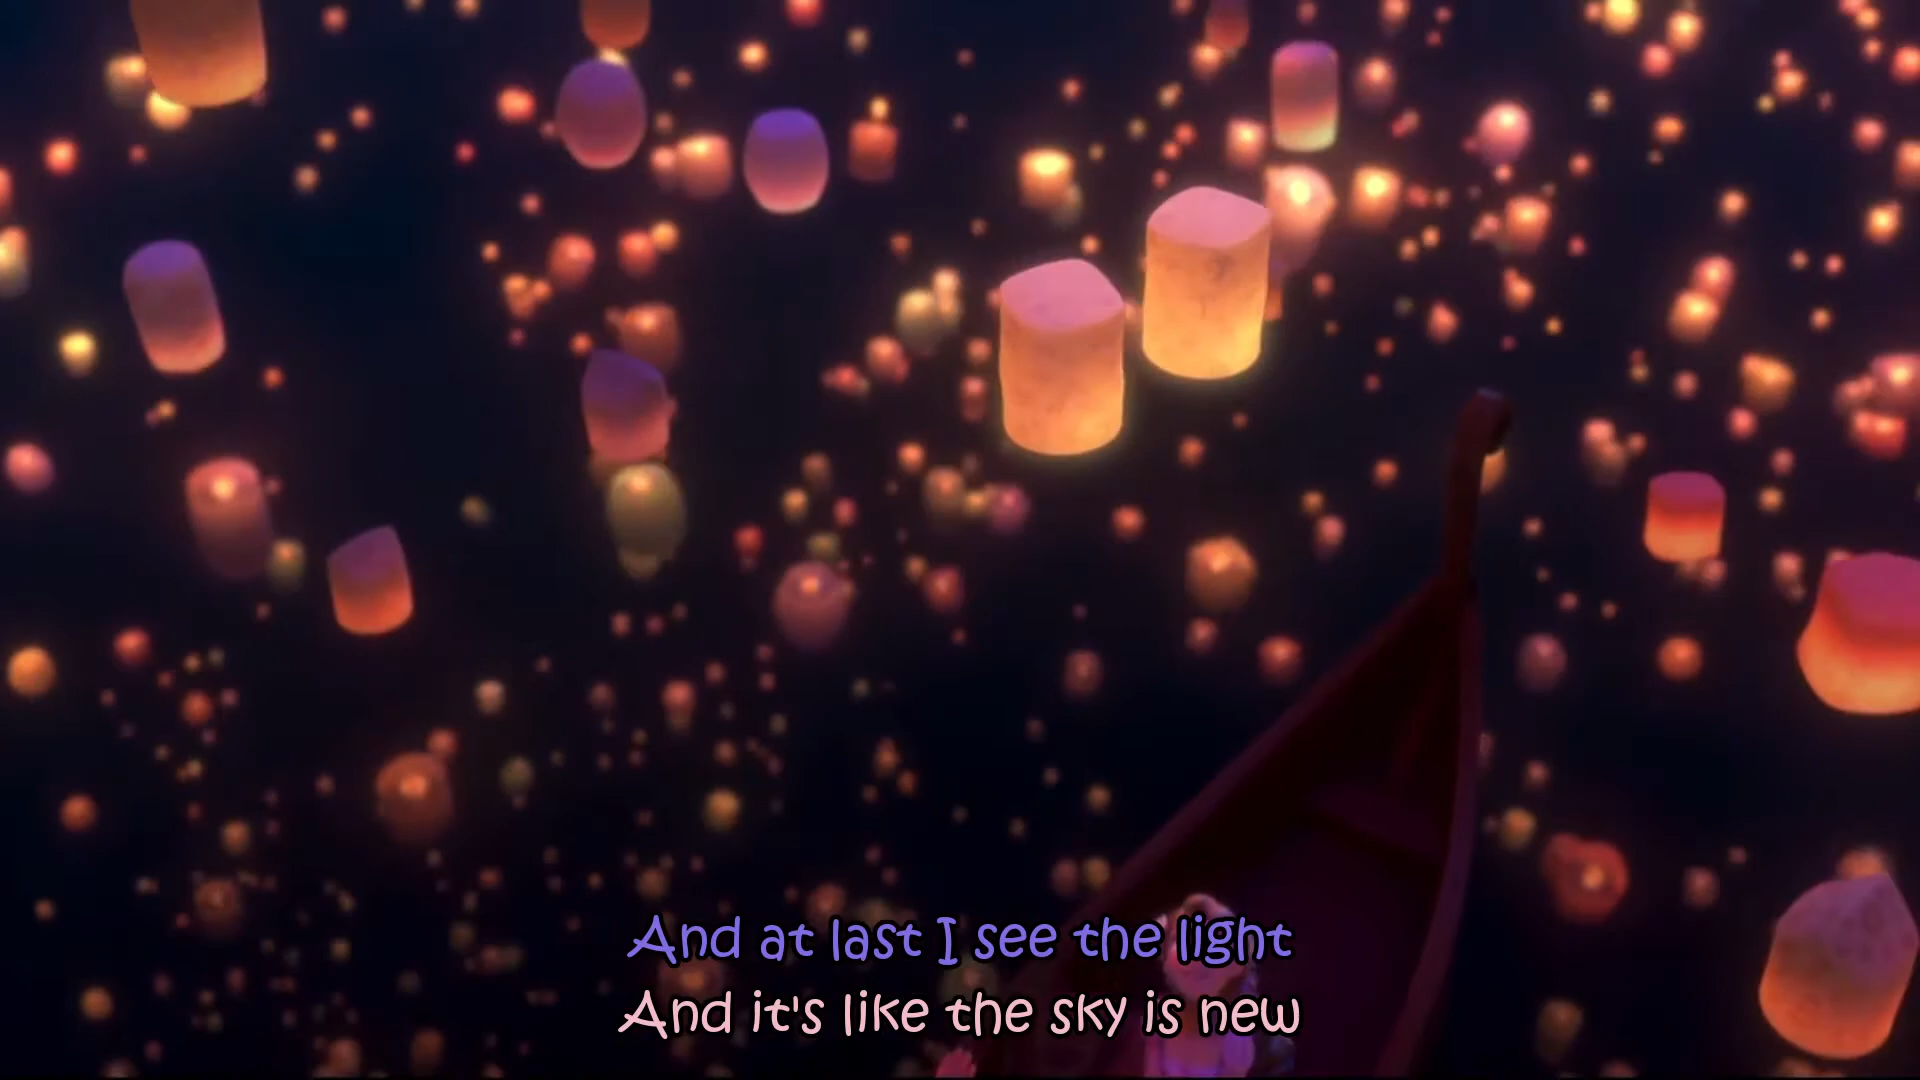 And at last I see the light
And it's like the sky is new